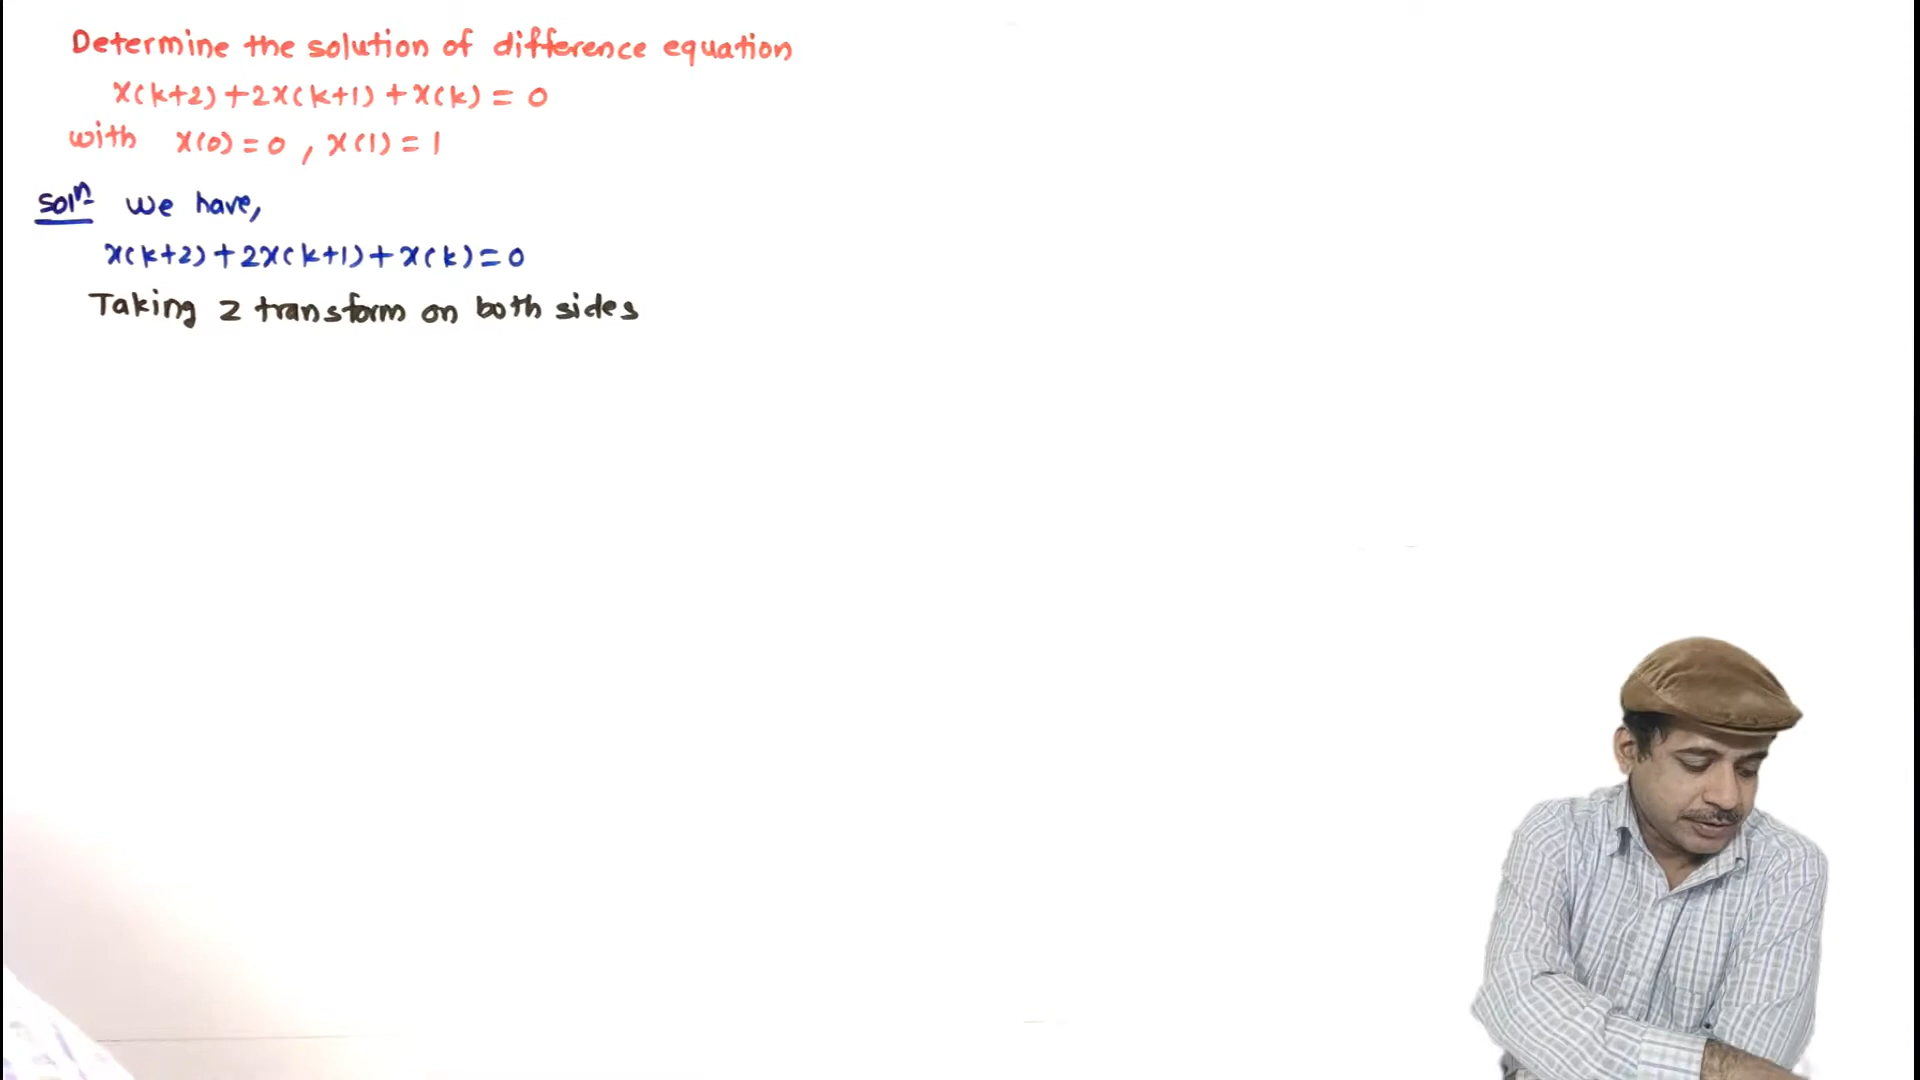 Determine the solution of difference equation
x(k+2)+2x(k+1)+x(k)=0
with x(0)=0, x(1)=1
Solⁿ We have,
x(k+2)+2x(k+1)+x(k)=0
Taking z transform on both sides